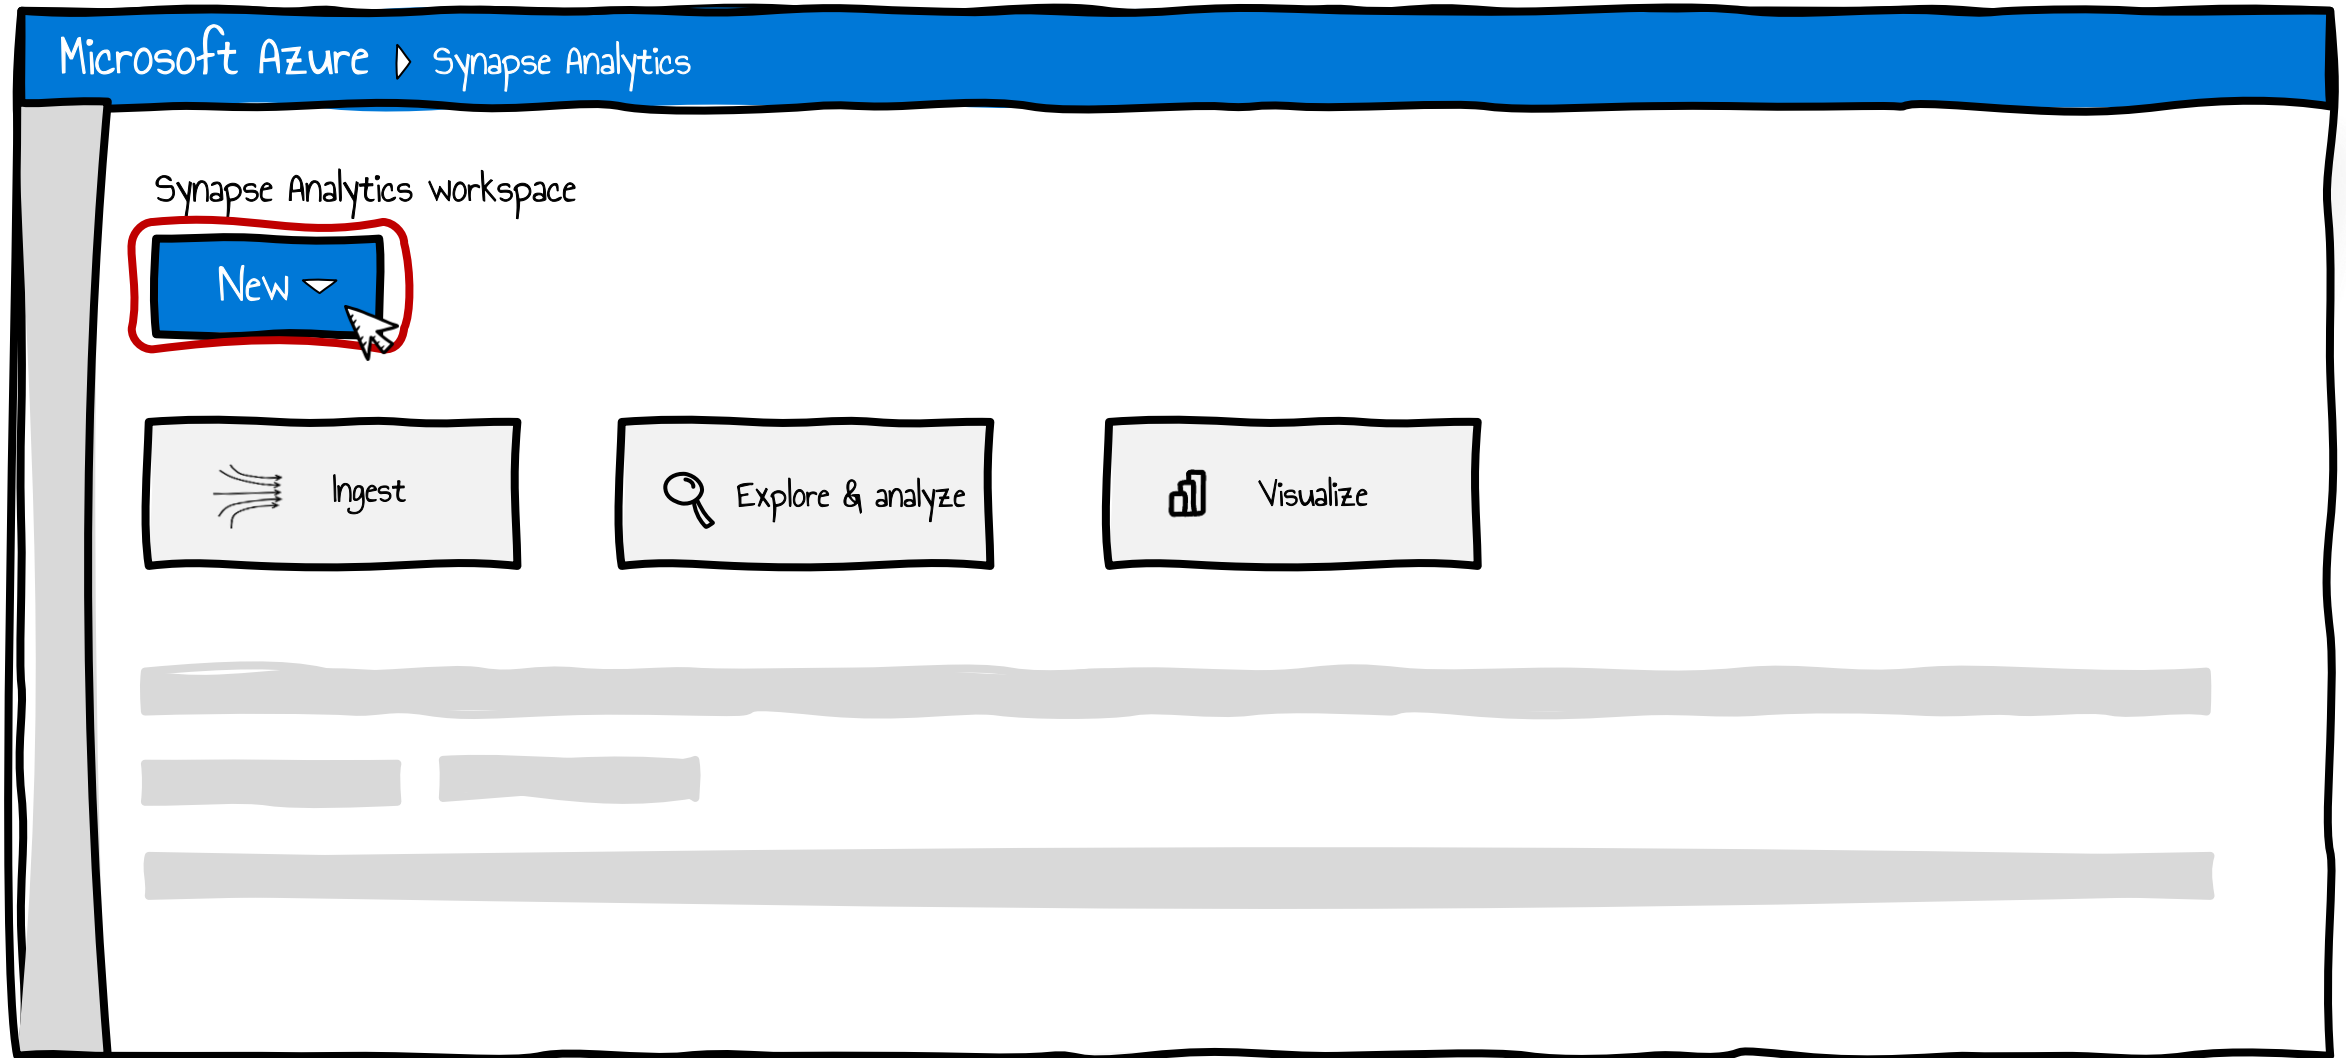 Microsoft Azure Synapse Analytics
Synapse Analytics workspace
New
Ingest
Explore & analyze
Visualize